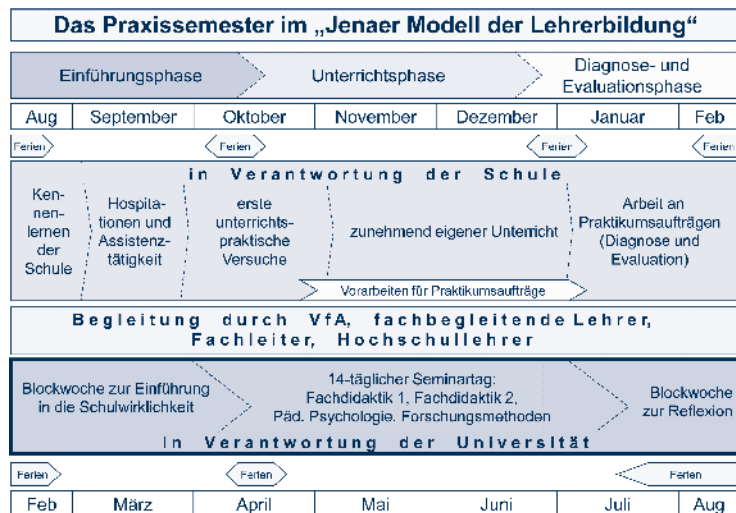 Das Praxissemester im „Jenaer Modell der Lehrerbildung“
Einführungsphase
Unterrichtsphase
Diagnose- und
Evaluationsphase
Aug
September
Oktober
November
Dezember
Januar
Feb
Ferien
Ferien
Ferien
Ferien
in Verantwortung der Schule
Ken-
nen-
lernen
der
Schule
Hospita-
tionen und
Assistenz-
tätigkeit
erste
unterrichts-
praktische
Versuche
zunehmend eigener Unterricht
Arbeit an
Praktikumsaufträgen
(Diagnose und
Evaluation)
Vorarbeiten für Praktikumsaufträge
Begleitung durch VfA, fachbegleitende Lehrer,
Fachleiter, Hochschullehrer
Blockwoche zur Einführung
in die Schulwirklichkeit
14-täglicher Seminartag:
Fachdidaktik 1, Fachdidaktik 2,
Päd. Psychologie. Forschungsmethoden
Blockwoche
zur Reflexion
in Verantwortung der Universität
Ferien
Ferien
Ferien
Feb
März
April
Mai
Juni
Juli
Aug